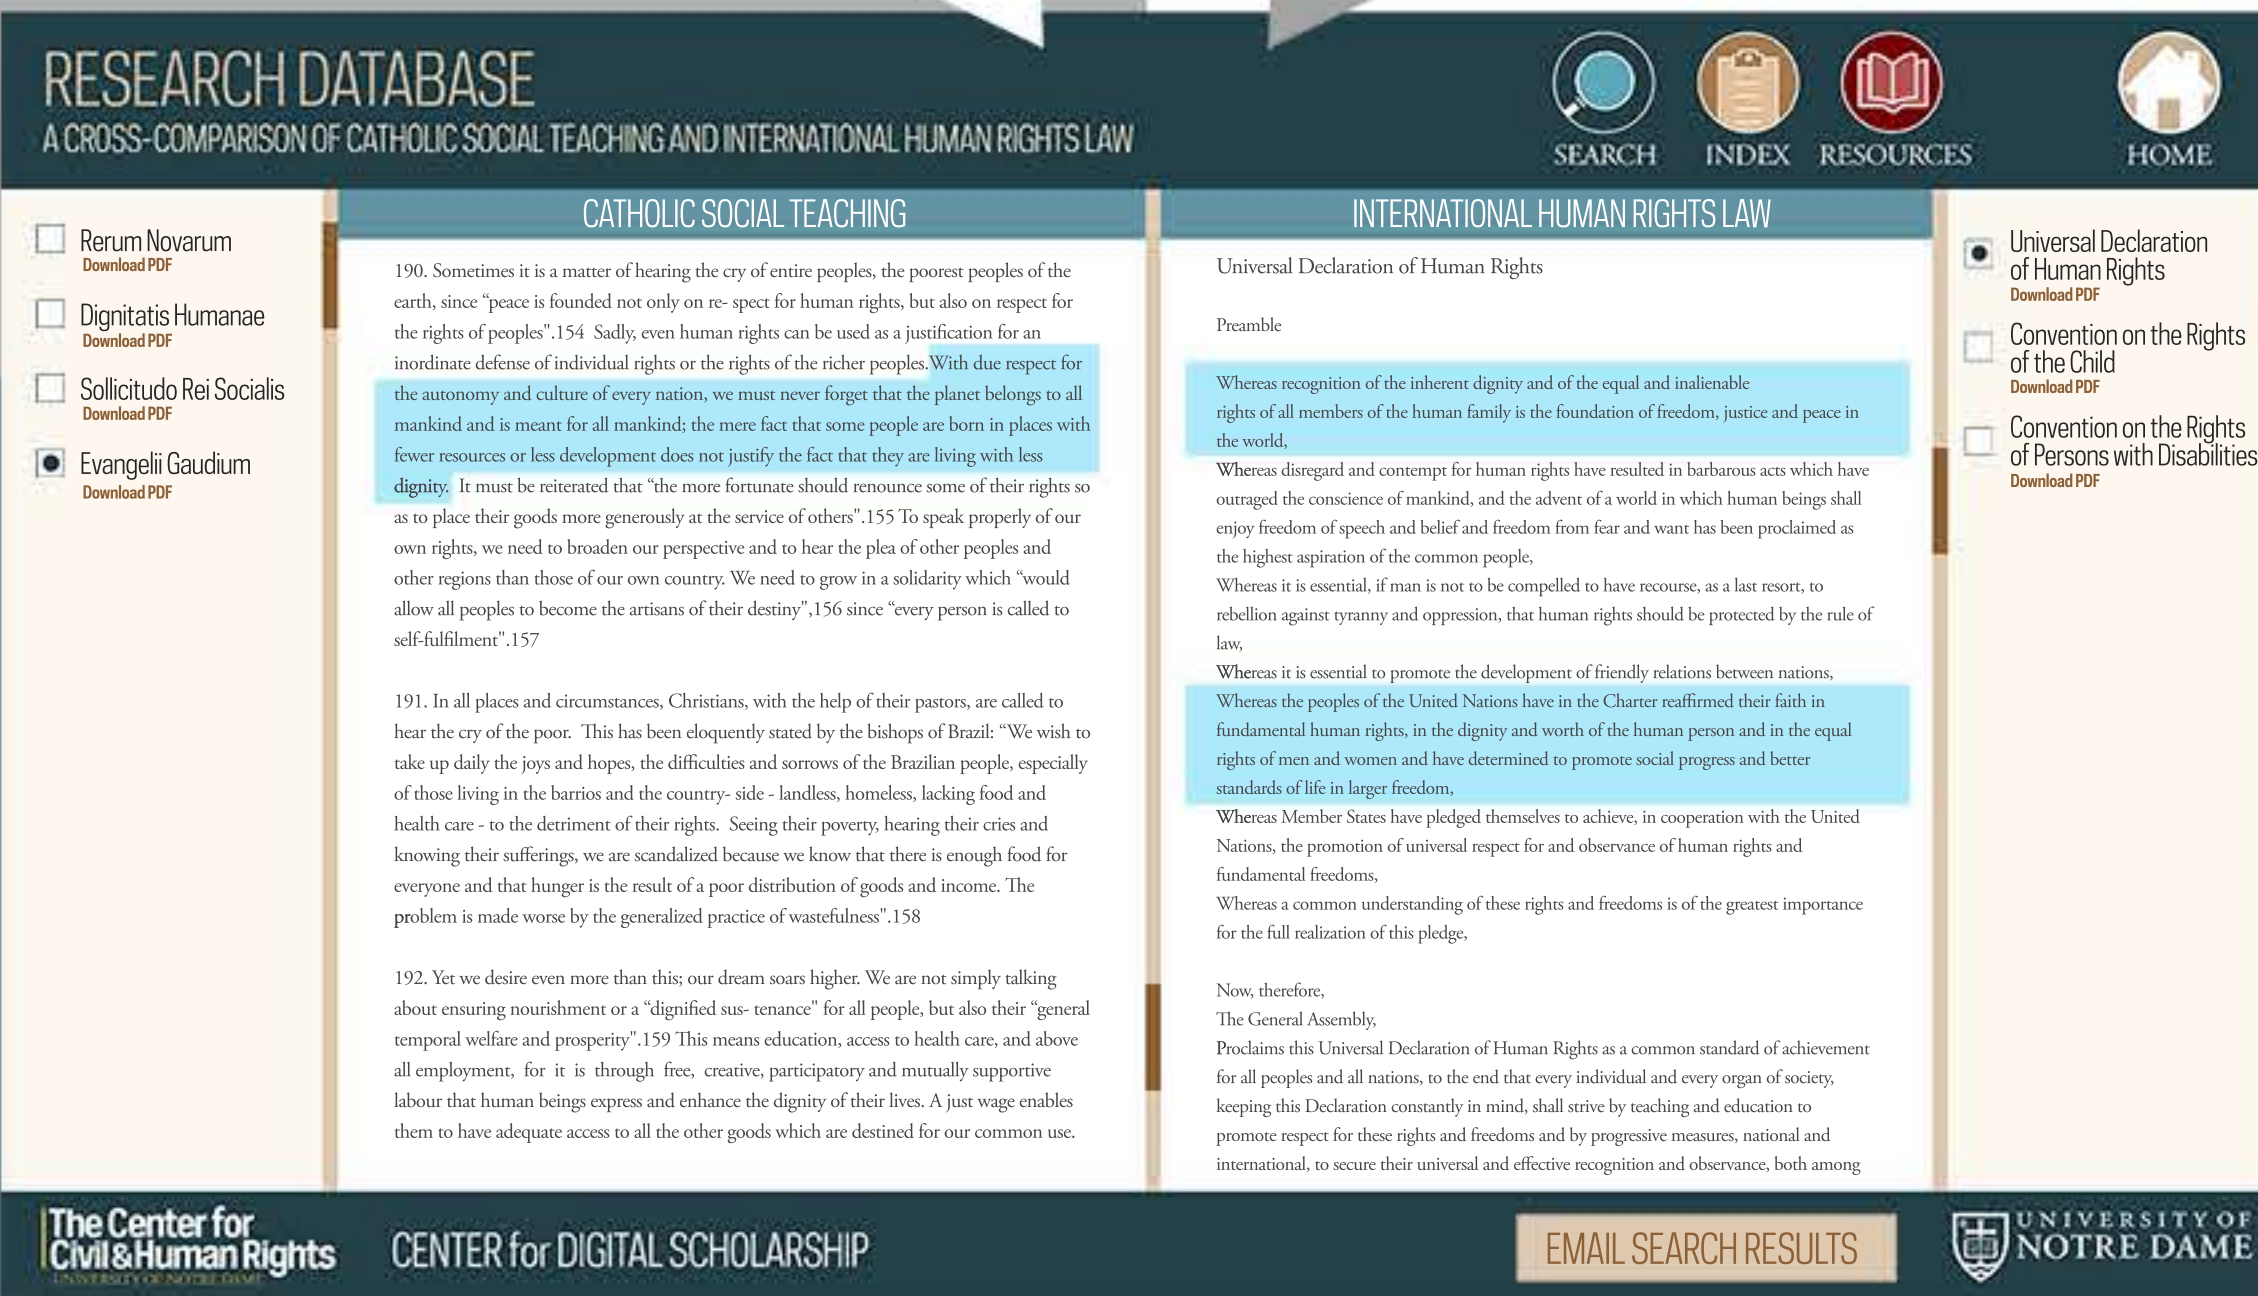 RESEARCH DATABASE
A CROSS-COMPARISON OF CATHOLIC SOCIAL TEACHING AND INTERNATIONAL HUMAN RIGHTS LAW
SEARCH
INDEX
RESOURCES
HOME
Rerum Novarum
Download PDF
Dignitatis Humanae
Download PDF
Sollicitudo Rei Socialis
Download PDF
Evangelii Gaudium
Download PDF
CATHOLIC SOCIAL TEACHING
190. Sometimes it is a matter of hearing the cry of entire peoples, the poorest peoples of the
earth, since “peace is founded not only on re- spect for human rights, but also on respect for
the rights of peoples".154 Sadly, even human rights can be used as a justification for an
inordinate defense of individual rights or the rights of the richer peoples.With due respect for
the autonomy and culture of every nation, we must never forget that the planet belongs to all
mankind and is meant for all mankind; the mere fact that some people are born in places with
fewer resources or less development does not justify the fact that they are living with less
dignity. It must be reiterated that “the more fortunate should renounce some of their rights so
as to place their goods more generously at the service of others".155 To speak properly of our
own rights, we need to broaden our perspective and to hear the plea of other peoples and
other regions than those of our own country. We need to grow in a solidarity which “would
allow all peoples to become the artisans of their destiny",156 since “every person is called to
self-fulfilment".157
191. In all places and circumstances, Christians, with the help of their pastors, are called to
hear the cry of the poor. This has been eloquently stated by the bishops of Brazil: “We wish to
take up daily the joys and hopes, the difficulties and sorrows of the Brazilian people, especially
of those living in the barrios and the country- side - landless, homeless, lacking food and
health care - to the detriment of their rights. Seeing their poverty, hearing their cries and
knowing their sufferings, we are scandalized because we know that there is enough food for
everyone and that hunger is the result of a poor distribution of goods and income. The
problem is made worse by the generalized practice of wastefulness".158
192. Yet we desire even more than this; our dream soars higher. We are not simply talking
about ensuring nourishment or a “dignified sus- tenance" for all people, but also their “general
temporal welfare and prosperity".159 This means education, access to health care, and above
all employment, for it is through free, creative, participatory and mutually supportive
labour that human beings express and enhance the dignity of their lives. A just wage enables
them to have adequate access to all the other goods which are destined for our common use.
INTERNATIONAL HUMAN RIGHTS LAW
Universal Declaration of Human Rights
Preamble
Whereas recognition of the inherent dignity and of the equal and inalienable
rights of all members of the human family is the foundation of freedom, justice and peace in
the world,
Whereas disregard and contempt for human rights have resulted in barbarous acts which have
outraged the conscience of mankind, and the advent of a world in which human beings shall
enjoy freedom of speech and belief and freedom from fear and want has been proclaimed as
the highest aspiration of the common people,
Whereas it is essential, if man is not to be compelled to have recourse, as a last resort, to
rebellion against tyranny and oppression, that human rights should be protected by the rule of
law,
Whereas it is essential to promote the development of friendly relations between nations,
Whereas the peoples of the United Nations have in the Charter reaffirmed their faith in
fundamental human rights, in the dignity and worth of the human person and in the equal
rights of men and women and have determined to promote social progress and better
standards of life in larger freedom,
Whereas Member States have pledged themselves to achieve, in cooperation with the United
Nations, the promotion of universal respect for and observance of human rights and
fundamental freedoms,
Whereas a common understanding of these rights and freedoms is of the greatest importance
for the full realization of this pledge,
Now, therefore,
The General Assembly,
Proclaims this Universal Declaration of Human Rights as a common standard of achievement
for all peoples and all nations, to the end that every individual and every organ of society,
keeping this Declaration constantly in mind, shall strive by teaching and education to
promote respect for these rights and freedoms and by progressive measures, national and
international, to secure their universal and effective recognition and observance, both among
Universal Declaration
of Human Rights
Download PDF
Convention on the Rights
of the Child
Download PDF
Convention on the Rights
of Persons with Disabilities
Download PDF
The Center for
Civil&Human Rights
UNIVERSITY OF NOTRE DAME
CENTER for DIGITAL SCHOLARSHIP
EMAIL SEARCH RESULTS
UNIVERSITY OF
NOTRE DAME